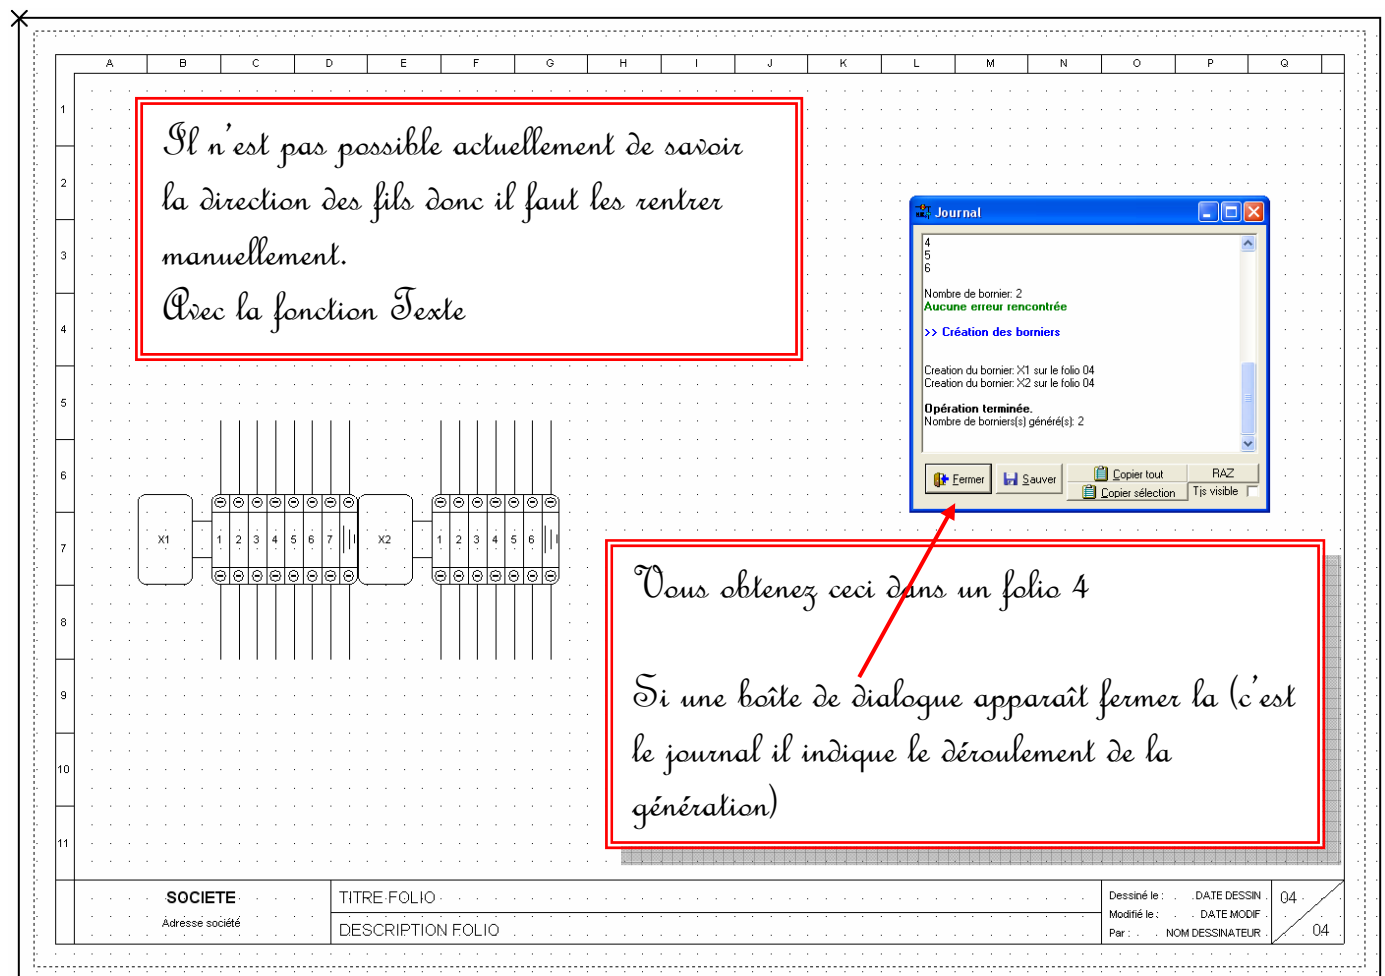 A B C D E F G H I J K L M N O P Q
1
Il n'est pas possible actuellement de savoir
la direction des fils donc il faut les rentrer
manuellement.
Avec la fonction Texte
2
3
4
5
6
7
8
9
10
11
Journal
4
5
6
Nombre de bornier: 2
Aucune erreur rencontrée
>> Création des borniers
Creation du bornier: X1 sur le folio 04
Creation du bornier: X2 sur le folio 04
Opération terminée.
Nombre de borniers(s) généré(s): 2
Fermer Sauver Copier tout RAZ
Copier sélection Tjs visible
X1 1 2 3 4 5 6 7 X2 1 2 3 4 5 6
Vous obtenez ceci dans un folio 4
Si une boîte de dialogue apparaît fermer la (c'est
le journal il indique le déroulement de la
génération)
SOCIETE
Adresse société
TITRE FOLIO
DESCRIPTION FOLIO
Dessiné le : DATE DESSIN
Modifié le : DATE MODIF
Par : NOM DESSINATEUR
04
04